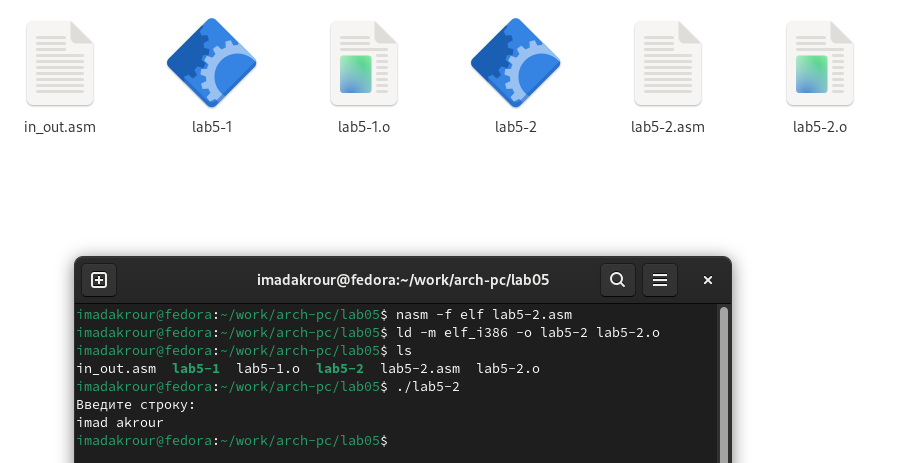 in_out.asm lab5-1 lab5-1.o lab5-2 lab5-2.asm lab5-2.o
imadakrour@fedora:~/work/arch-pc/lab05
imadakrour@fedora:~/work/arch-pc/lab05$ nasm -f elf lab5-2.asm
imadakrour@fedora:~/work/arch-pc/lab05$ ld -m elf_i386 -o lab5-2 lab5-2.o
imadakrour@fedora:~/work/arch-pc/lab05$ ls
in_out.asm lab5-1 lab5-1.o lab5-2 lab5-2.asm lab5-2.o
imadakrour@fedora:~/work/arch-pc/lab05$ ./lab5-2
Введите строку:
imad akrour
imadakrour@fedora:~/work/arch-pc/lab05$